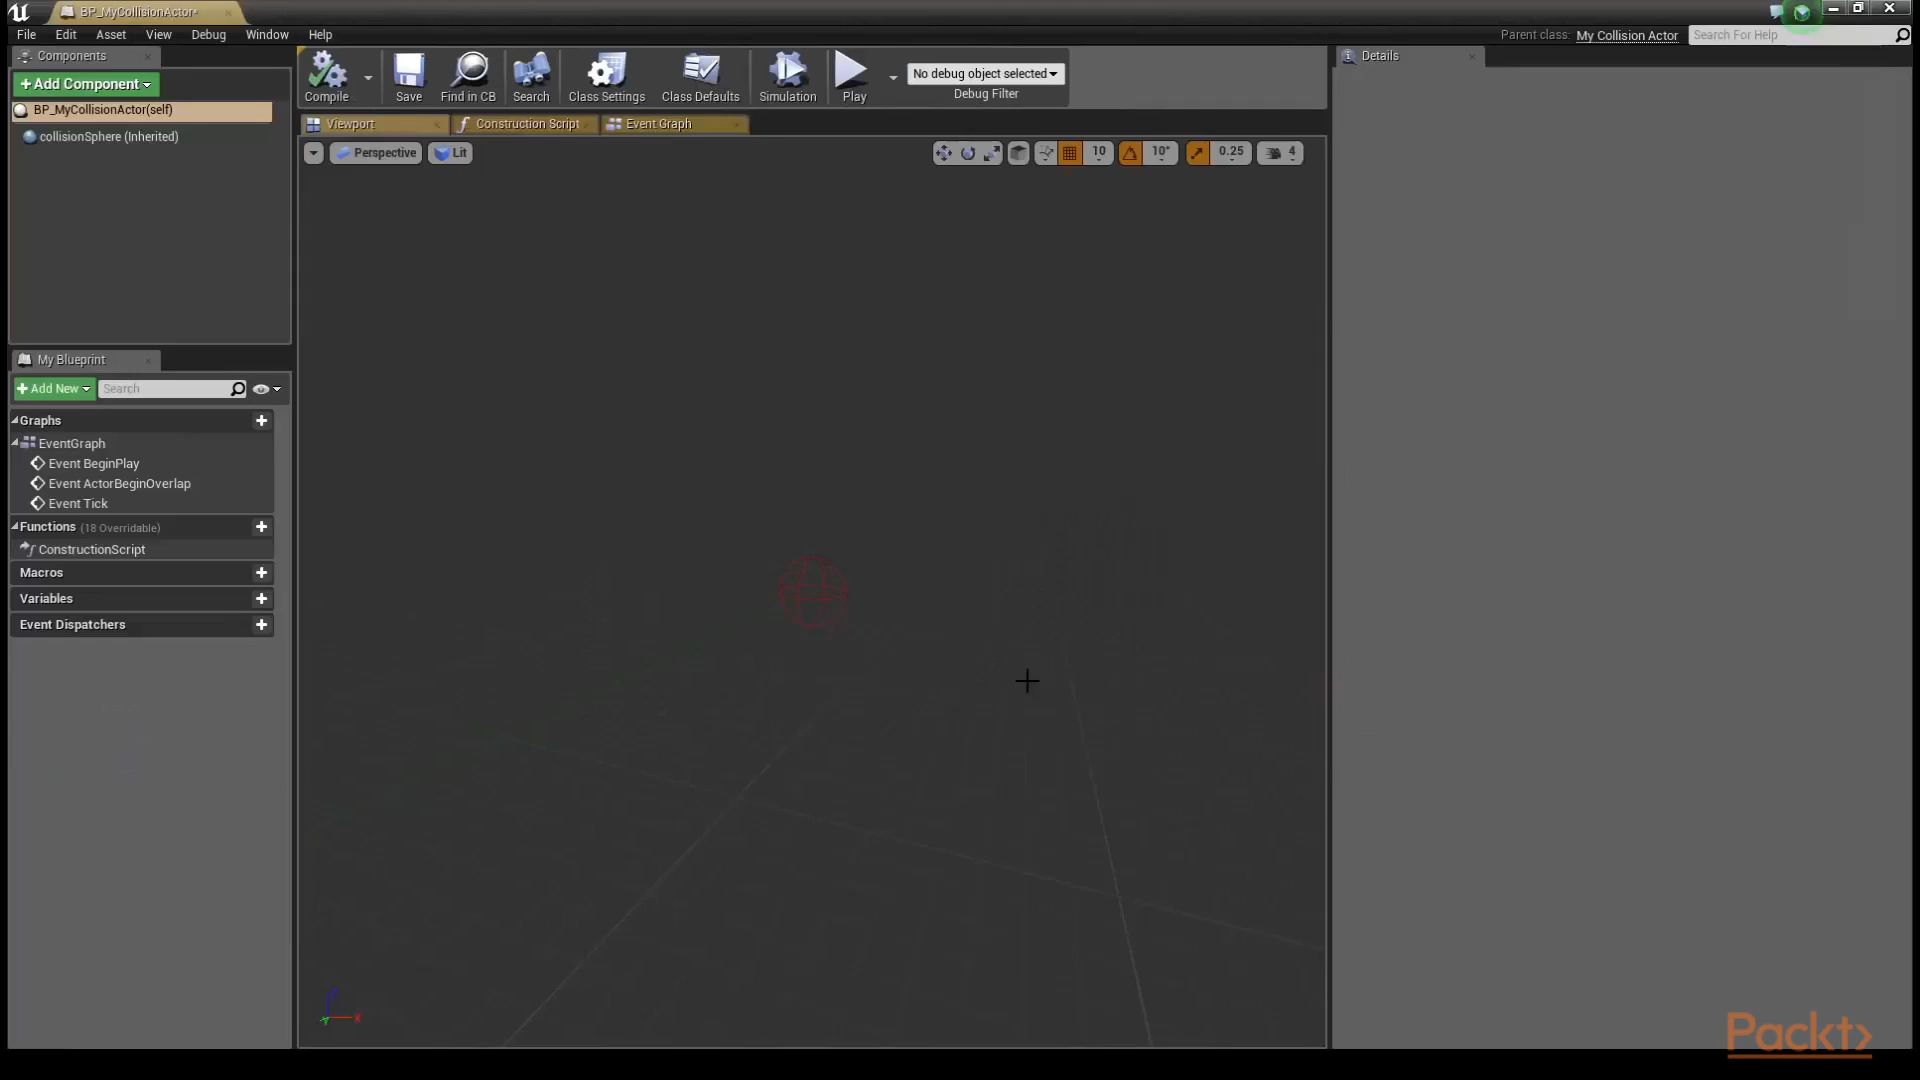 BP_MyCollisionActor*
File Edit Asset View Debug Window Help
Parent class: My Collision Actor Search For Help
Components
Add Component
BP_MyCollisionActor(self)
collisionSphere (Inherited)
Compile Save Find in CB Search Class Settings Class Defaults Simulation Play
No debug object selected
Debug Filter
Viewport Construction Script Event Graph
Perspective Lit
10 10° 0.25 4
Details
My Blueprint
Add New Search
Graphs
EventGraph
Event BeginPlay
Event ActorBeginOverlap
Event Tick
Functions (18 Overridable)
ConstructionScript
Macros
Variables
Event Dispatchers
Z
Y X
Packt